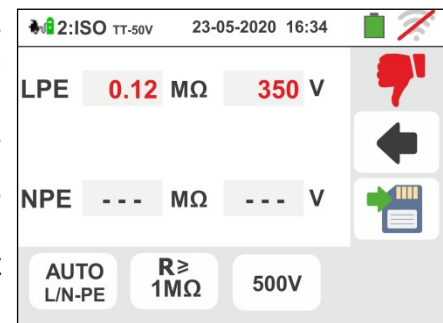 2:ISO TT-50V 23-05-2020 16:34
LPE 0.12 MΩ 350 V
NPE - - - MΩ - - - V
AUTO L/N-PE
R≥ 1MΩ
500V